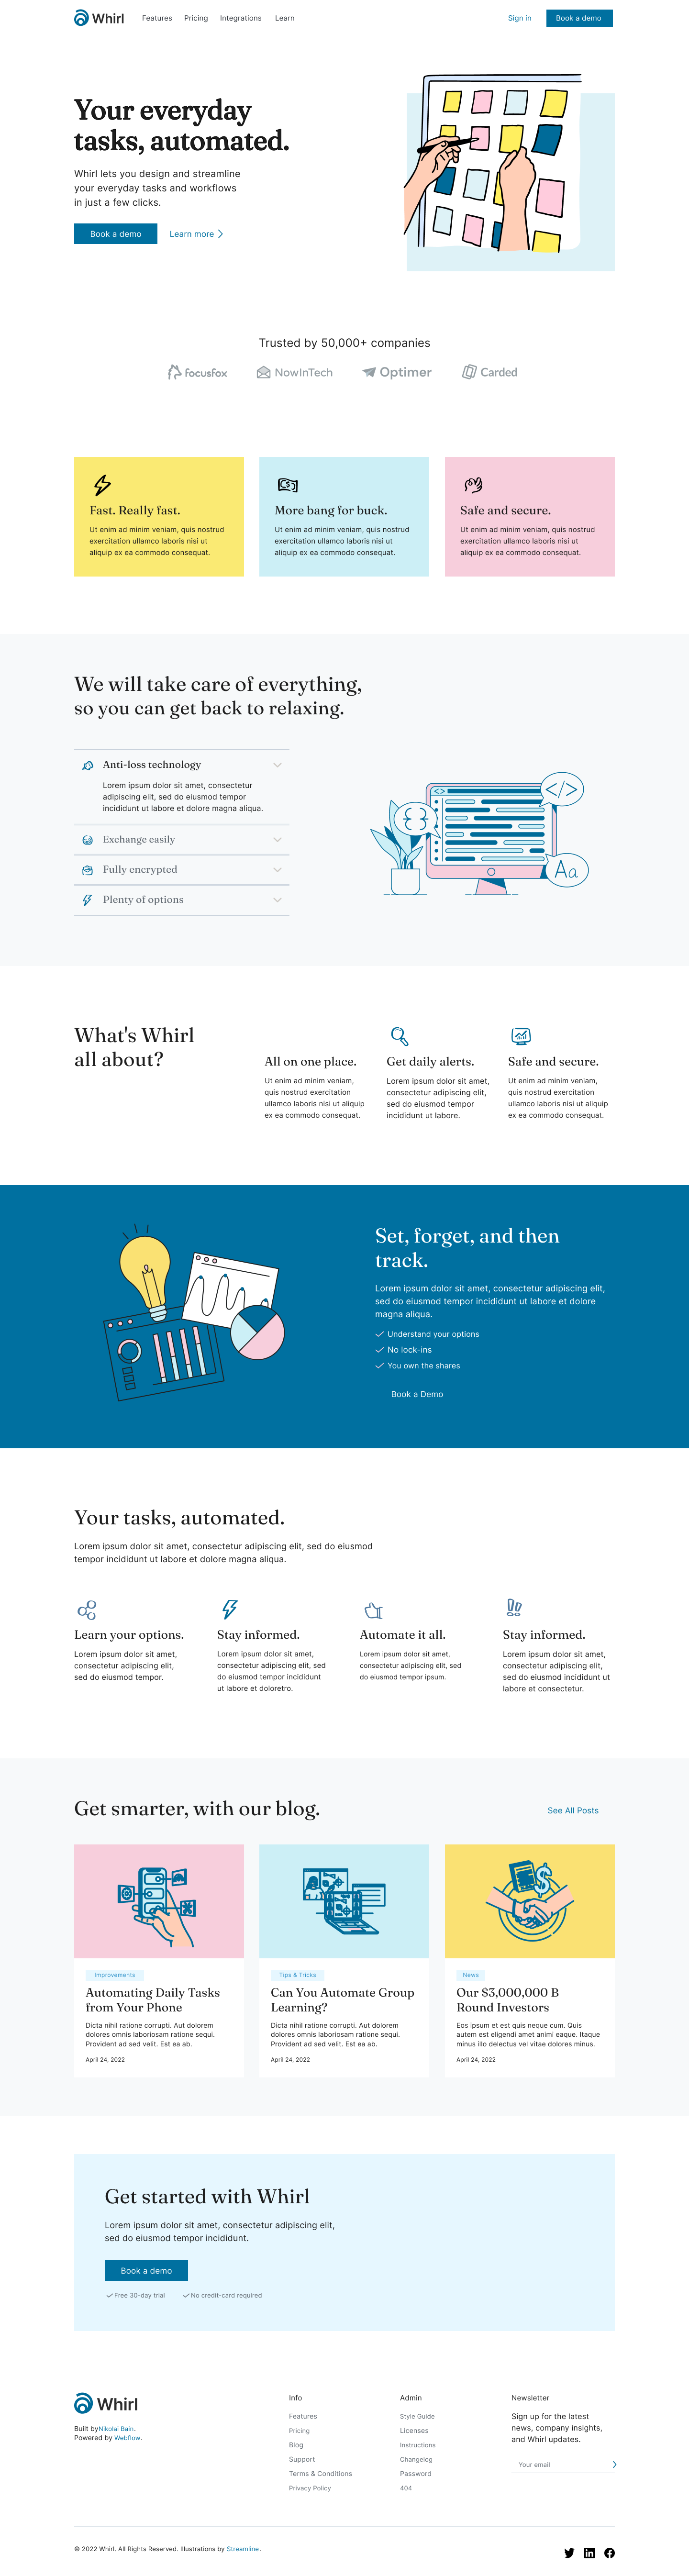 Whirl
Features
Pricing
Integrations
Learn
Sign in
Book a demo
Your everyday
tasks, automated.
Whirl lets you design and streamline
your everyday tasks and workflows
in just a few clicks.
Book a demo
Learn more
Trusted by 50,000+ companies
focusfox
NowInTech
Optimer
Carded
Fast. Really fast.
Ut enim ad minim veniam, quis nostrud
exercitation ullamco laboris nisi ut
aliquip ex ea commodo consequat.
More bang for buck.
Ut enim ad minim veniam, quis nostrud
exercitation ullamco laboris nisi ut
aliquip ex ea commodo consequat.
Safe and secure.
Ut enim ad minim veniam, quis nostrud
exercitation ullamco laboris nisi ut
aliquip ex ea commodo consequat.
We will take care of everything,
so you can get back to relaxing.
Anti-loss technology
Lorem ipsum dolor sit amet, consectetur
adipiscing elit, sed do eiusmod tempor
incididunt ut labore et dolore magna aliqua.
Exchange easily
Fully encrypted
Plenty of options
<>
{ }
</>
Aa
What's Whirl
all about?
All on one place.
Ut enim ad minim veniam,
quis nostrud exercitation
ullamco laboris nisi ut aliquip
ex ea commodo consequat.
Get daily alerts.
Lorem ipsum dolor sit amet,
consectetur adipiscing elit,
sed do eiusmod tempor
incididunt ut labore.
Safe and secure.
Ut enim ad minim veniam,
quis nostrud exercitation
ullamco laboris nisi ut aliquip
ex ea commodo consequat.
Set, forget, and then
track.
Lorem ipsum dolor sit amet, consectetur adipiscing elit,
sed do eiusmod tempor incididunt ut labore et dolore
magna aliqua.
Understand your options
No lock-ins
You own the shares
Book a Demo
Your tasks, automated.
Lorem ipsum dolor sit amet, consectetur adipiscing elit, sed do eiusmod
tempor incididunt ut labore et dolore magna aliqua.
Learn your options.
Lorem ipsum dolor sit amet,
consectetur adipiscing elit,
sed do eiusmod tempor.
Stay informed.
Lorem ipsum dolor sit amet,
consectetur adipiscing elit, sed
do eiusmod tempor incididunt
ut labore et doloretro.
Automate it all.
Lorem ipsum dolor sit amet,
consectetur adipiscing elit, sed
do eiusmod tempor ipsum.
Stay informed.
Lorem ipsum dolor sit amet,
consectetur adipiscing elit,
sed do eiusmod incididunt ut
labore et consectetur.
Get smarter, with our blog.
See All Posts
Improvements
Automating Daily Tasks
from Your Phone
Dicta nihil ratione corrupti. Aut dolorem
dolores omnis laboriosam ratione sequi.
Provident ad sed velit. Est ea ab.
April 24, 2022
Tips & Tricks
Can You Automate Group
Learning?
Dicta nihil ratione corrupti. Aut dolorem
dolores omnis laboriosam ratione sequi.
Provident ad sed velit. Est ea ab.
April 24, 2022
$
News
Our $3,000,000 B
Round Investors
Eos ipsum et est quis neque cum. Quis
autem est eligendi amet animi eaque. Itaque
minus illo delectus vel vitae dolores minus.
April 24, 2022
Get started with Whirl
Lorem ipsum dolor sit amet, consectetur adipiscing elit,
sed do eiusmod tempor incididunt.
Book a demo
Free 30-day trial
No credit-card required
Whirl
Built byNikolai Bain.
Powered by Webflow.
Info
Features
Pricing
Blog
Support
Terms & Conditions
Privacy Policy
Admin
Style Guide
Licenses
Instructions
Changelog
Password
404
Newsletter
Sign up for the latest
news, company insights,
and Whirl updates.
Your email
© 2022 Whirl. All Rights Reserved. Illustrations by Streamline.